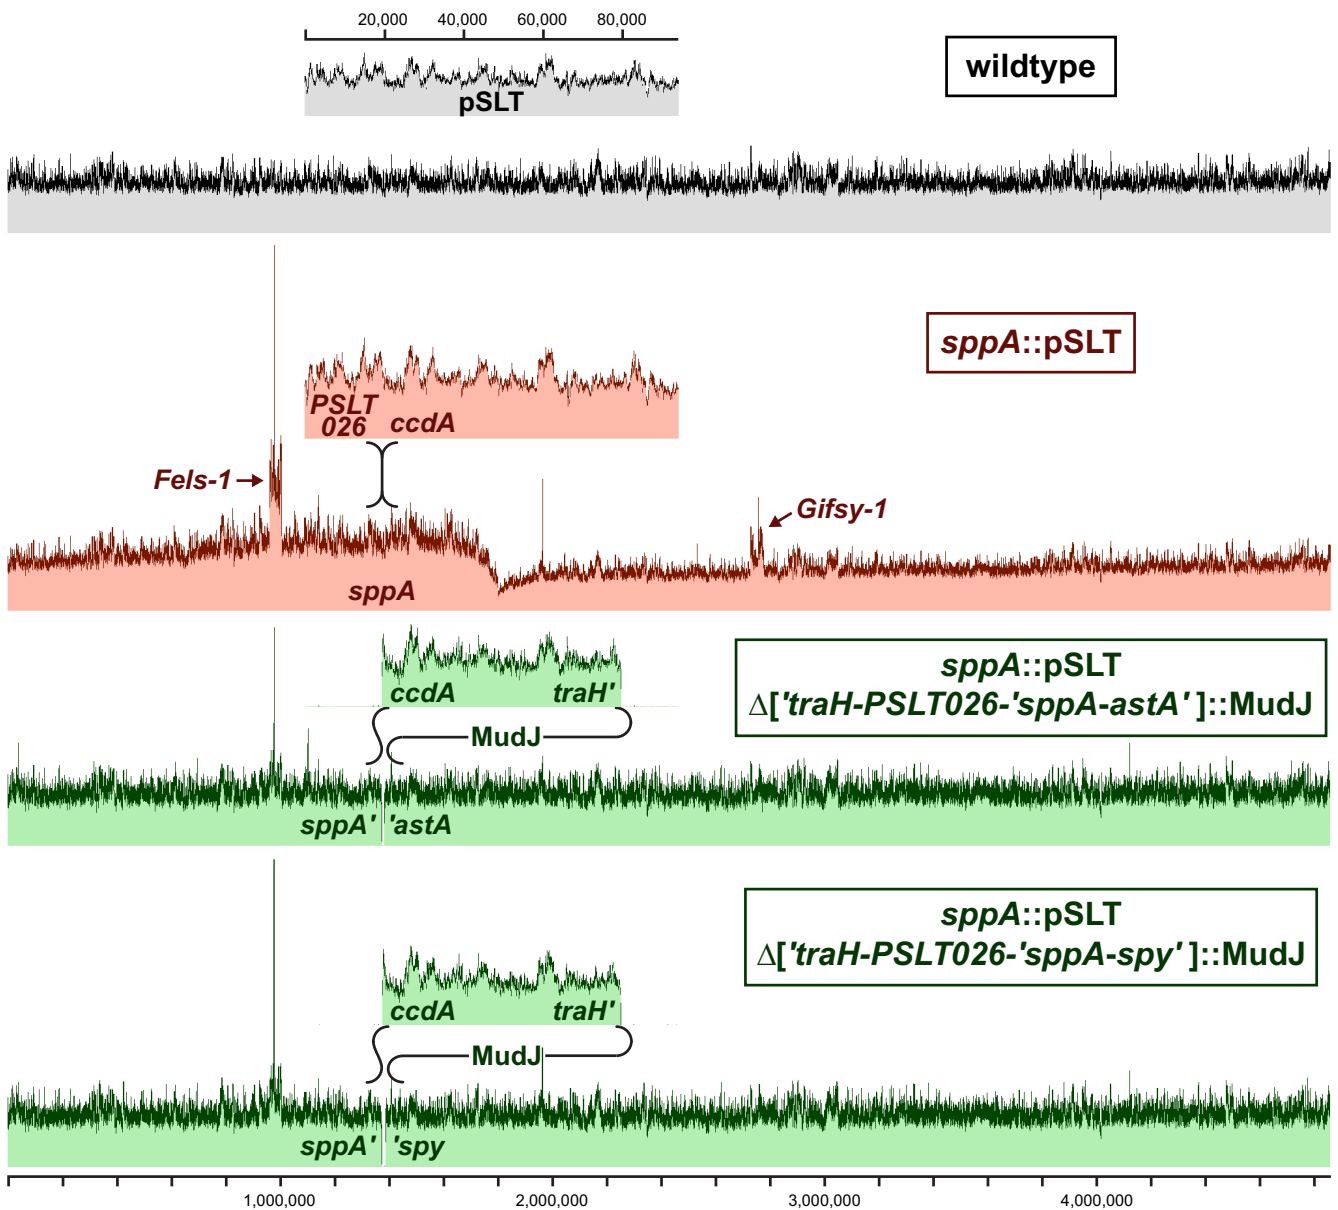 20,000 40,000 60,000 80,000
wildtype
pSLT
sppA::pSLT
PSLT
026 ccdA
Fels-1
Gifsy-1
sppA
sppA::pSLT
Δ['traH-PSLT026-'sppA-astA' ]::MudJ
ccdA traH'
MudJ
sppA' 'astA
sppA::pSLT
Δ['traH-PSLT026-'sppA-spy' ]::MudJ
ccdA traH'
MudJ
sppA' 'spy
1,000,000 2,000,000 3,000,000 4,000,000